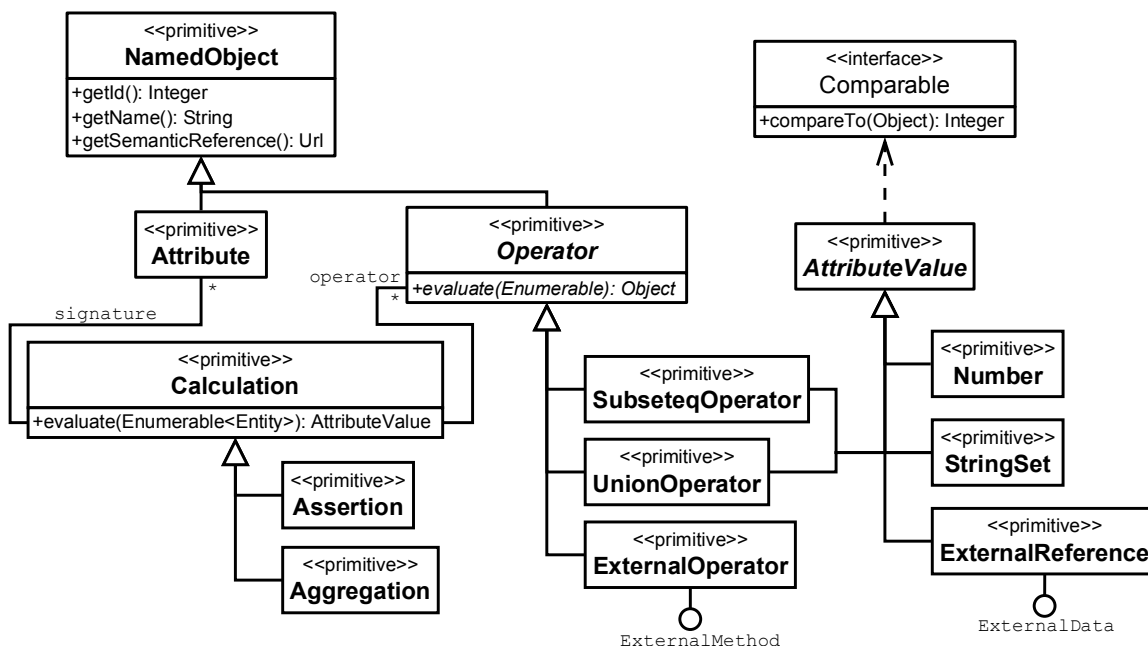 <<primitive>>
NamedObject
+getId(): Integer
+getName(): String
+getSemanticReference(): Url
<<interface>>
Comparable
+compareTo(Object): Integer
<<primitive>>
Attribute
*
signature
<<primitive>>
Operator
+evaluate(Enumerable): Object
operator
*
<<primitive>>
AttributeValue
<<primitive>>
Calculation
+evaluate(Enumerable<Entity>): AttributeValue
<<primitive>>
SubseteqOperator
<<primitive>>
Number
<<primitive>>
UnionOperator
<<primitive>>
StringSet
<<primitive>>
Assertion
<<primitive>>
Aggregation
<<primitive>>
ExternalOperator
ExternalMethod
<<primitive>>
ExternalReference
ExternalData